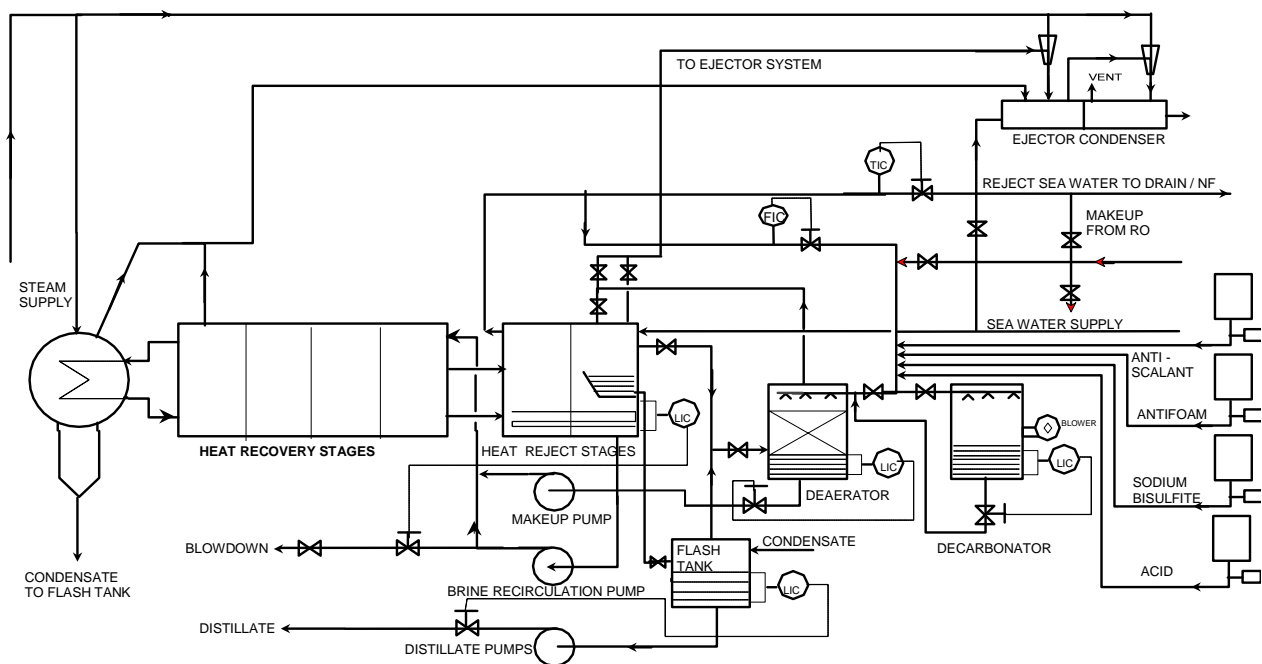 TO EJECTOR SYSTEM
VENT
EJECTOR CONDENSER
TIC
REJECT SEA WATER TO DRAIN / NF
FIC
MAKEUP
FROM RO
STEAM
SUPPLY
SEA WATER SUPPLY
ANTI -
SCALANT
ANTIFOAM
LIC
BLOWER
HEAT RECOVERY STAGES
HEAT REJECT STAGES
LIC
LIC
DEAERATOR
SODIUM
BISULFITE
MAKEUP PUMP
BLOWDOWN
FLASH
TANK
CONDENSATE
DECARBONATOR
ACID
CONDENSATE
TO FLASH TANK
BRINE RECIRCULATION PUMP
LIC
DISTILLATE
DISTILLATE PUMPS